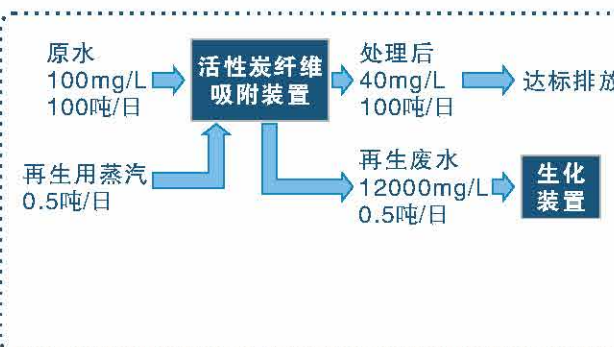 原水
100mg/L
100吨/日
活性炭纤维
吸附装置
处理后
40mg/L
100吨/日
达标排放
再生用蒸汽
0.5吨/日
再生废水
12000mg/L
0.5吨/日
生化
装置